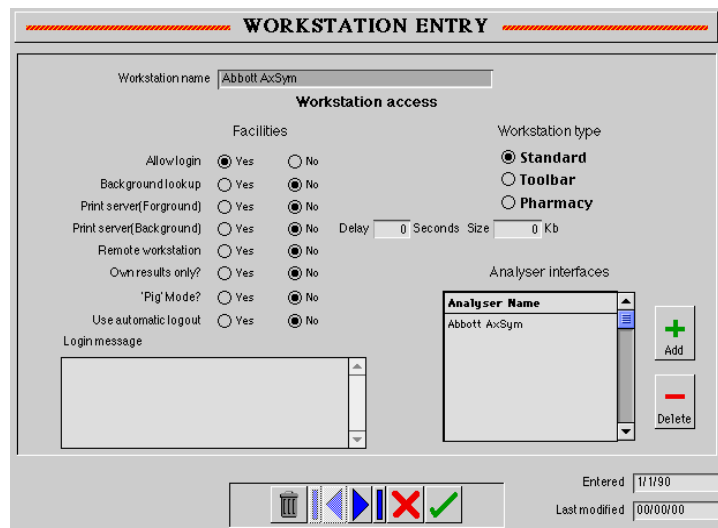 WORKSTATION ENTRY
Workstation name Abbott AxSym
Workstation access
Facilities
Workstation type
Allow login Yes No
Standard
Background lookup Yes No
Toolbar
Print server(Forground) Yes No
Pharmacy
Print server(Background) Yes No Delay 0 Seconds Size 0 Kb
Remote workstation Yes No
Own results only? Yes No
Analyser interfaces
'Pig' Mode? Yes No
Analyser Name
Use automatic logout Yes No
Abbott AxSym
Login message
Add
Delete
Entered 1/1/90
Last modified 00/00/00